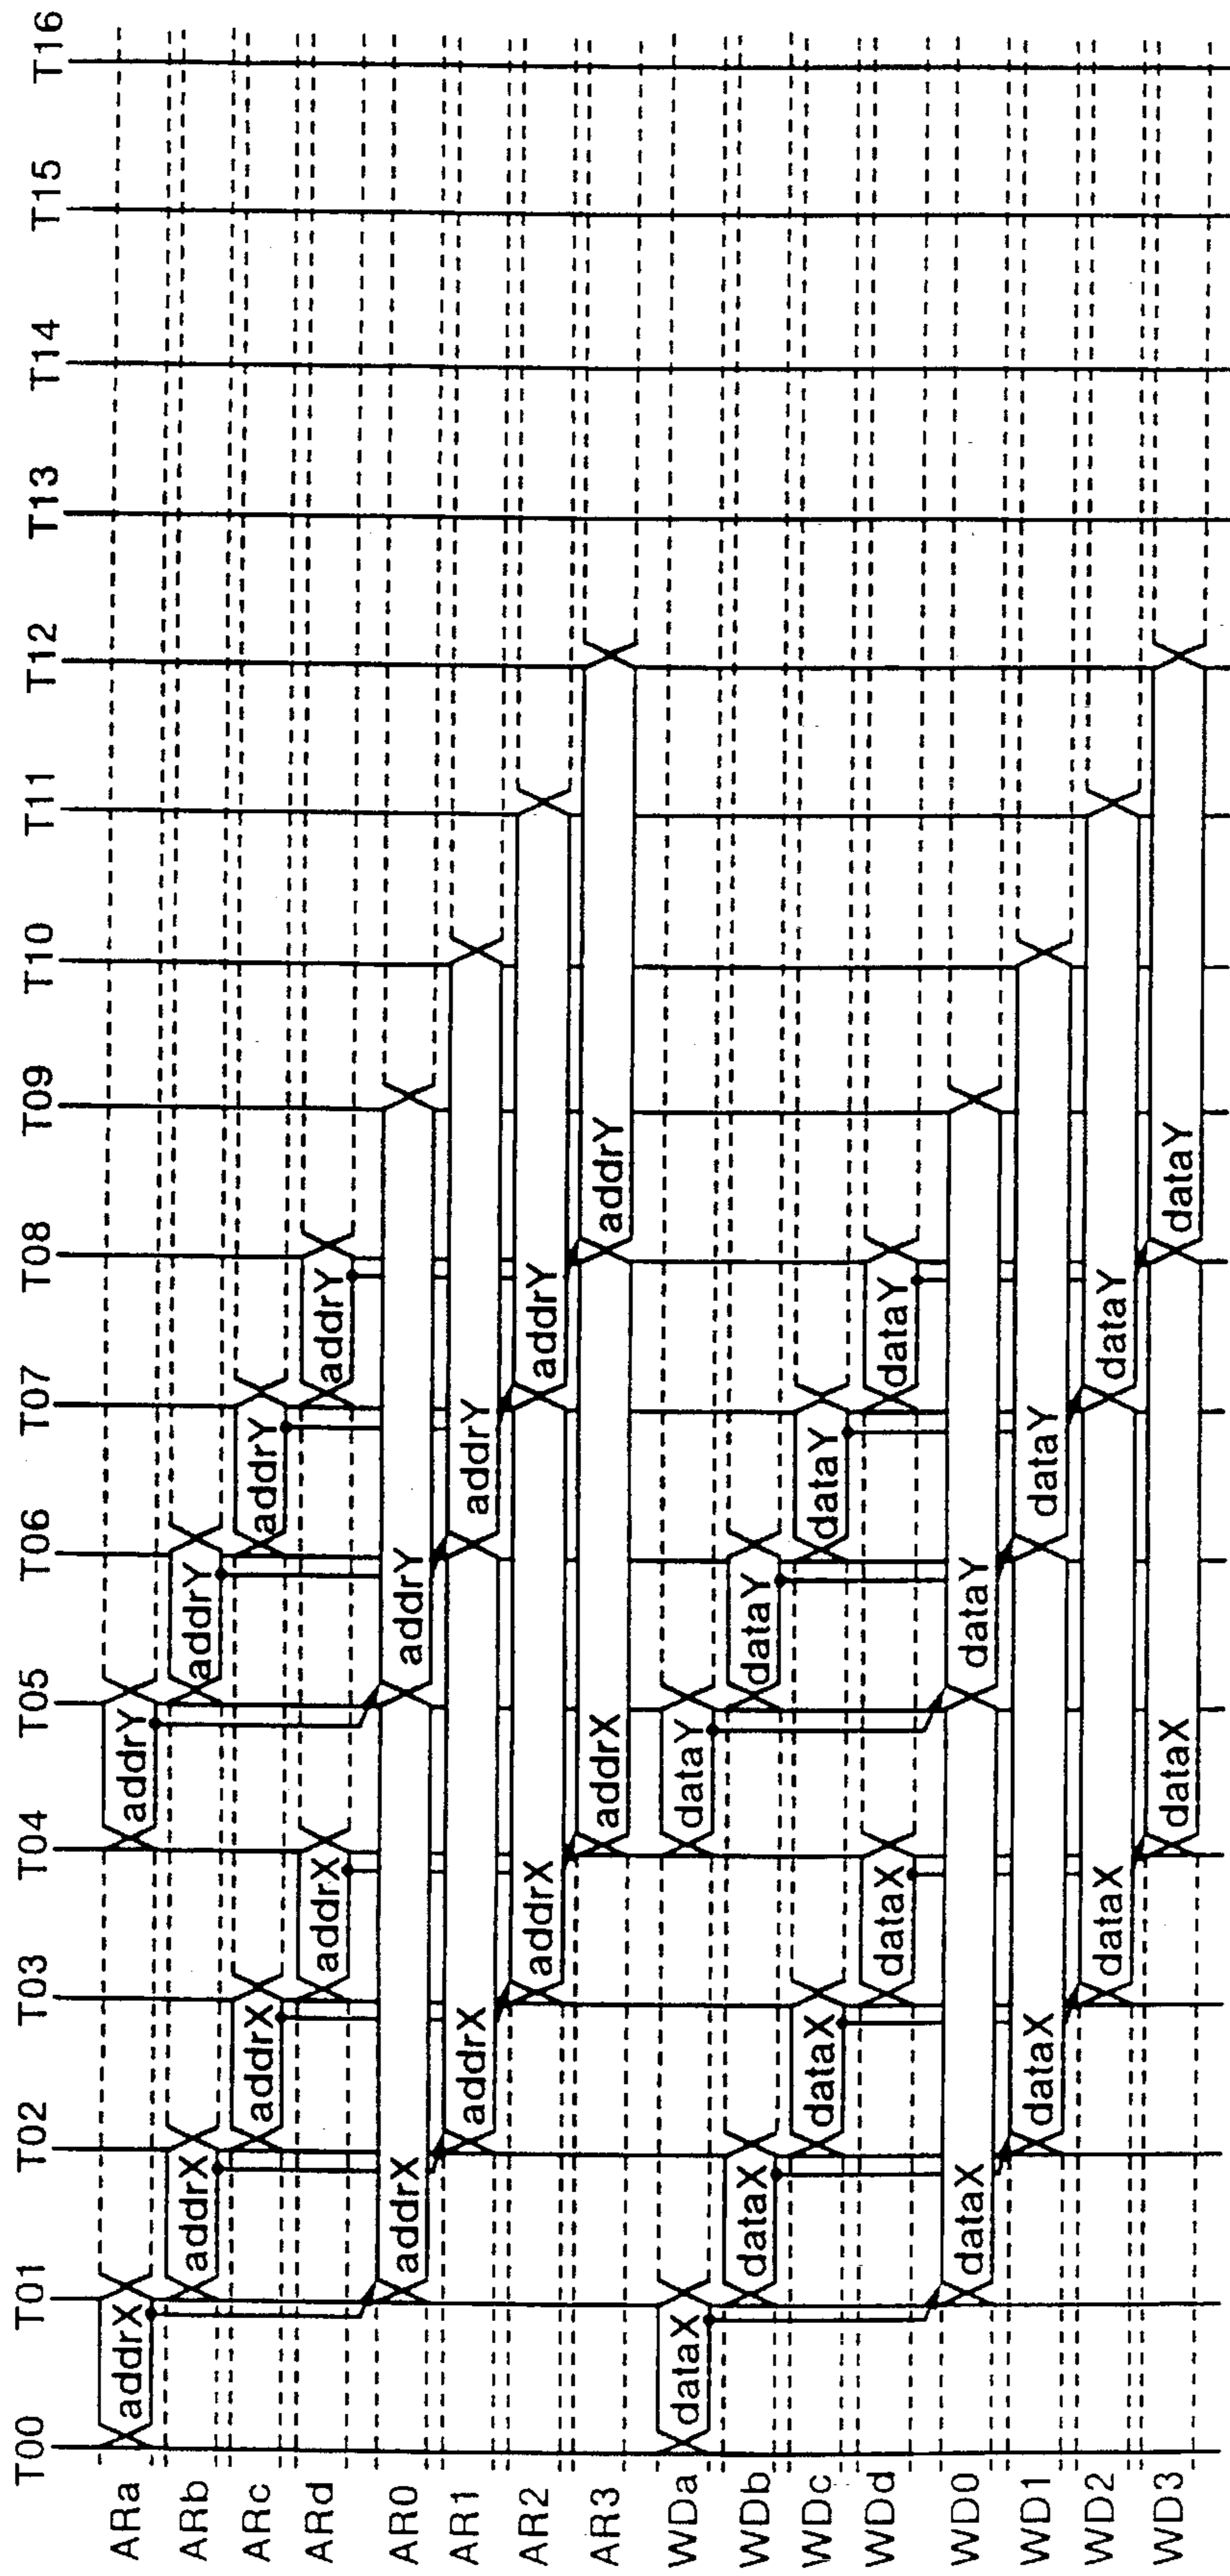 T00 T01 T02 T03 T04 T05 T06 T07 T08 T09 T10 T11 T12 T13 T14 T15 T16
ARa addrX addrY
ARb addrX addrY
ARc addrX addrY
ARd addrX addrY
AR0 addrX addrY
AR1 addrX addrY
AR2 addrX addrY
AR3 addrX addrY
WDa dataX dataY
WDb dataX dataY
WDc dataX dataY
WDd dataX dataY
WD0 dataX dataY
WD1 dataX dataY
WD2 dataX dataY
WD3 dataX dataY